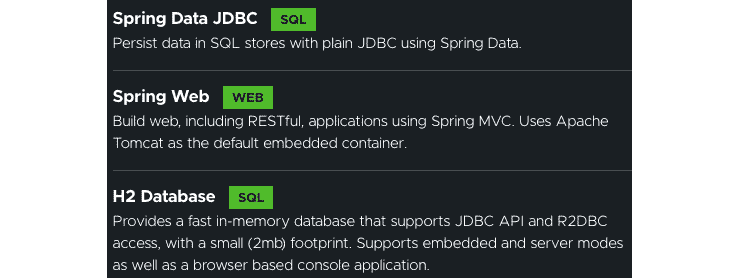 Spring Data JDBC SQL
Persist data in SQL stores with plain JDBC using Spring Data.
Spring Web WEB
Build web, including RESTful, applications using Spring MVC. Uses Apache
Tomcat as the default embedded container.
H2 Database SQL
Provides a fast in-memory database that supports JDBC API and R2DBC
access, with a small (2mb) footprint. Supports embedded and server modes
as well as a browser based console application.